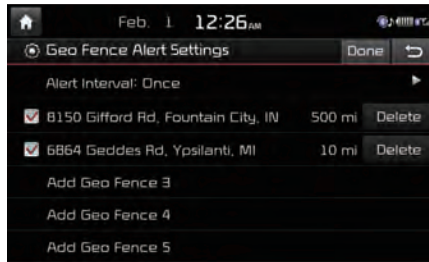 Feb. 1 12:26 AM
Geo Fence Alert Settings Done
Alert Interval: Once
8150 Gifford Rd, Fountain City, IN 500 mi Delete
6864 Geddes Rd, Ypsilanti, MI 10 mi Delete
Add Geo Fence 3
Add Geo Fence 4
Add Geo Fence 5